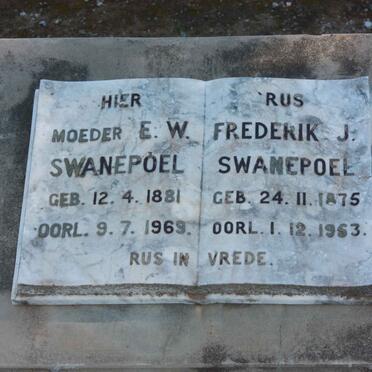 HIER RUS
MOEDER E. W. FREDERIK J.
SWANEPOEL SWANEPOEL
GEB. 12. 4. 1881 GEB. 24. 11. 1875
OORL. 9. 7. 1969. OORL. 1. 12. 1963.
RUS IN VREDE.